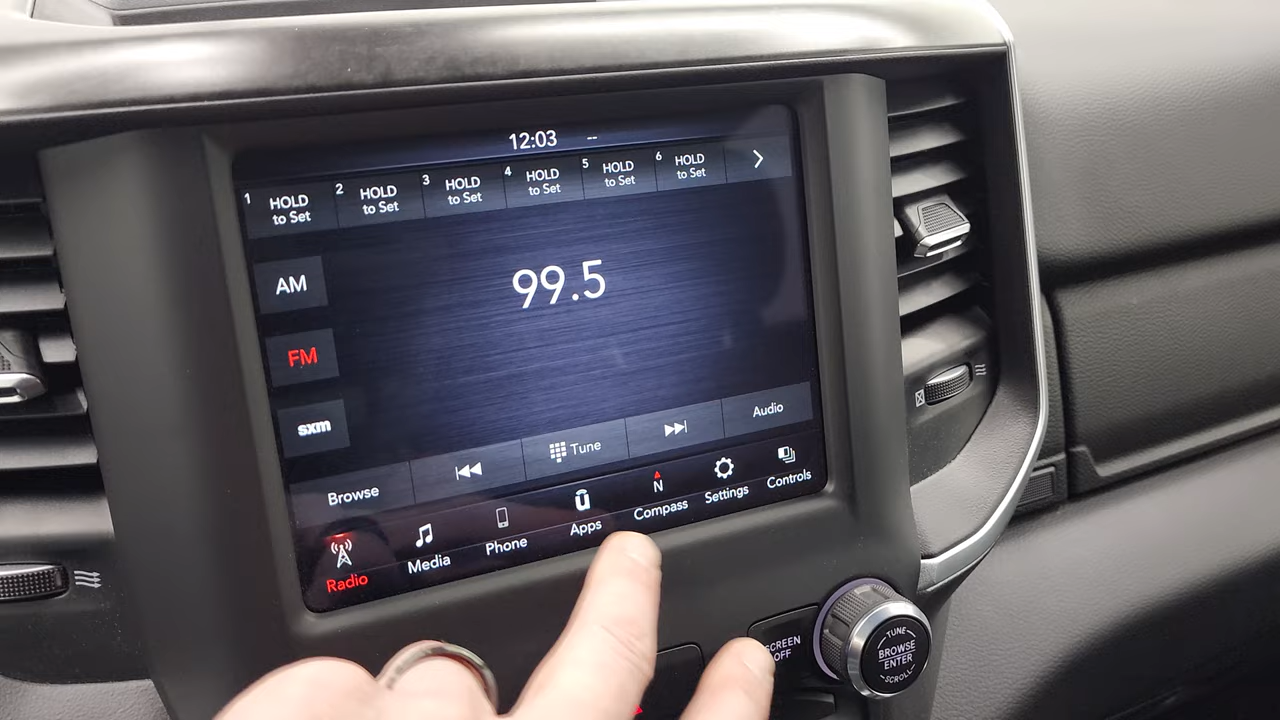 12:03 --
1 HOLD to Set
2 HOLD to Set
3 HOLD to Set
4 HOLD to Set
5 HOLD to Set
6 HOLD to Set
AM
99.5
FM
sxm
Browse
Tune
Audio
Radio
Media
Phone
Apps
N
Compass
Settings
Controls
SCREEN
OFF
TUNE
BROWSE
ENTER
SCROLL